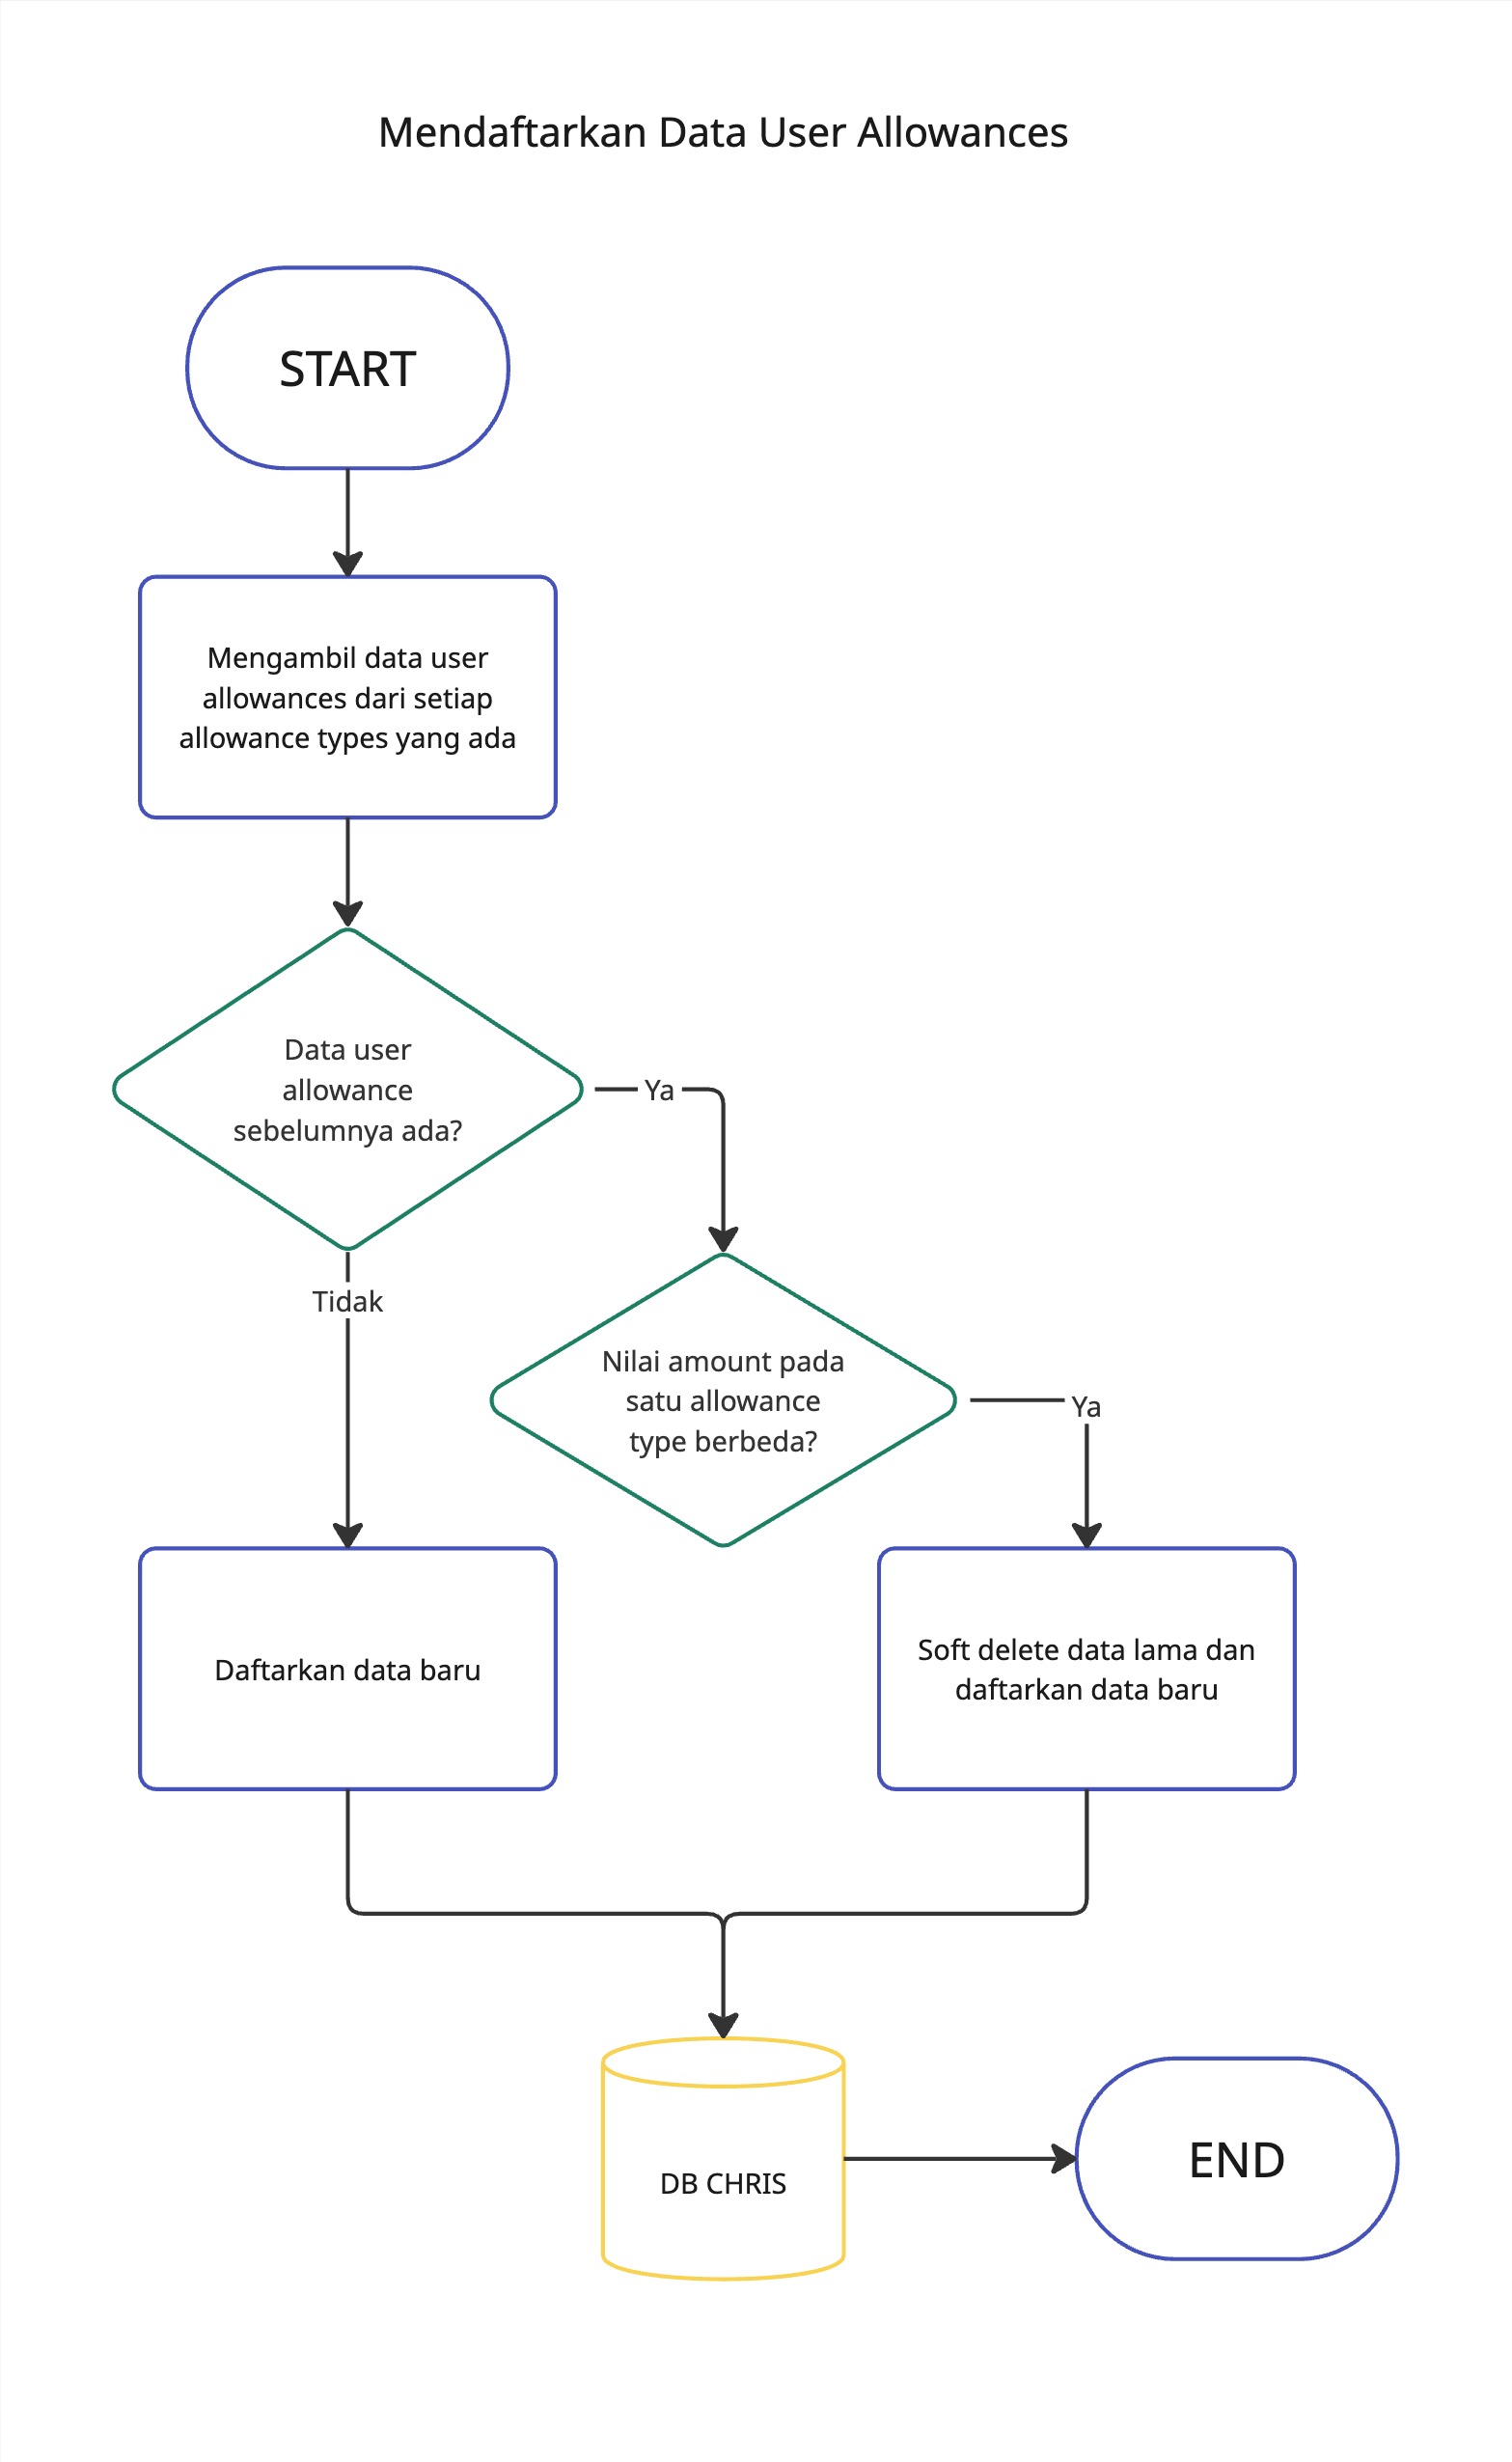 Mendaftarkan Data User Allowances
START
Mengambil data user
allowances dari setiap
allowance types yang ada
Data user
allowance
sebelumnya ada?
Ya
Tidak
Nilai amount pada
satu allowance
type berbeda?
Ya
Daftarkan data baru
Soft delete data lama dan
daftarkan data baru
DB CHRIS
END